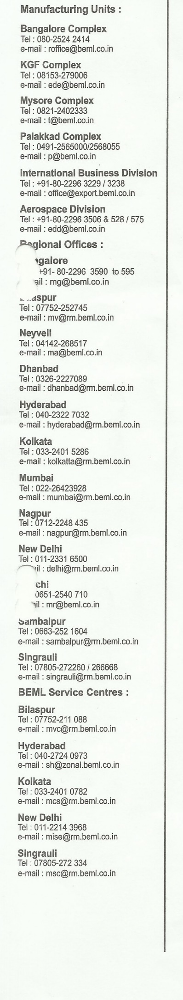 Manufacturing Units :
Bangalore Complex
Tel : 080-2524 2414
e-mail : roffice@beml.co.in
KGF Complex
Tel : 08153-279006
e-mail : ede@beml.co.in
Mysore Complex
Tel : 0821-2402333
e-mail : t@beml.co.in
Palakkad Complex
Tel : 0491-2565000/2568055
e-mail : p@beml.co.in
International Business Division
Tel : +91-80-2296 3229 / 3238
e-mail : office@export.beml.co.in
Aerospace Division
Tel : +91-80-2296 3506 & 528 / 575
e-mail : edd@beml.co.in
Regional Offices :
galore
+91- 80-2296 3590 to 595
ail : mg@beml.co.in
aspur
Tel : 07752-252745
e-mail : mv@rm.beml.co.in
Neyveli
Tel : 04142-268517
e-mail : ma@beml.co.in
Dhanbad
Tel : 0326-2227089
e-mail : dhanbad@rm.beml.co.in
Hyderabad
Tel : 040-2322 7032
e-mail : hyderabad@rm.beml.co.in
Kolkata
Tel : 033-2401 5286
e-mail : kolkatta@rm.beml.co.in
Mumbai
Tel : 022-26423928
e-mail : mumbai@rm.beml.co.in
Nagpur
Tel : 0712-2248 435
e-mail : nagpur@rm.beml.co.in
New Delhi
Tel : 011-2331 6500
il : delhi@rm.beml.co.in
chi
0651-2540 710
il : mr@beml.co.in
Sambalpur
Tel : 0663-252 1604
e-mail : sambalpur@rm.beml.co.in
Singrauli
Tel : 07805-272260 / 266668
e-mail : singrauli@rm.beml.co.in
BEML Service Centres :
Bilaspur
Tel : 07752-211 088
e-mail : mvc@rm.beml.co.in
Hyderabad
Tel : 040-2724 0973
e-mail : sh@zonal.beml.co.in
Kolkata
Tel : 033-2401 0782
e-mail : mcs@rm.beml.co.in
New Delhi
Tel : 011-2214 3968
e-mail : mise@rm.beml.co.in
Singrauli
Tel : 07805-272 334
e-mail : msc@rm.beml.co.in